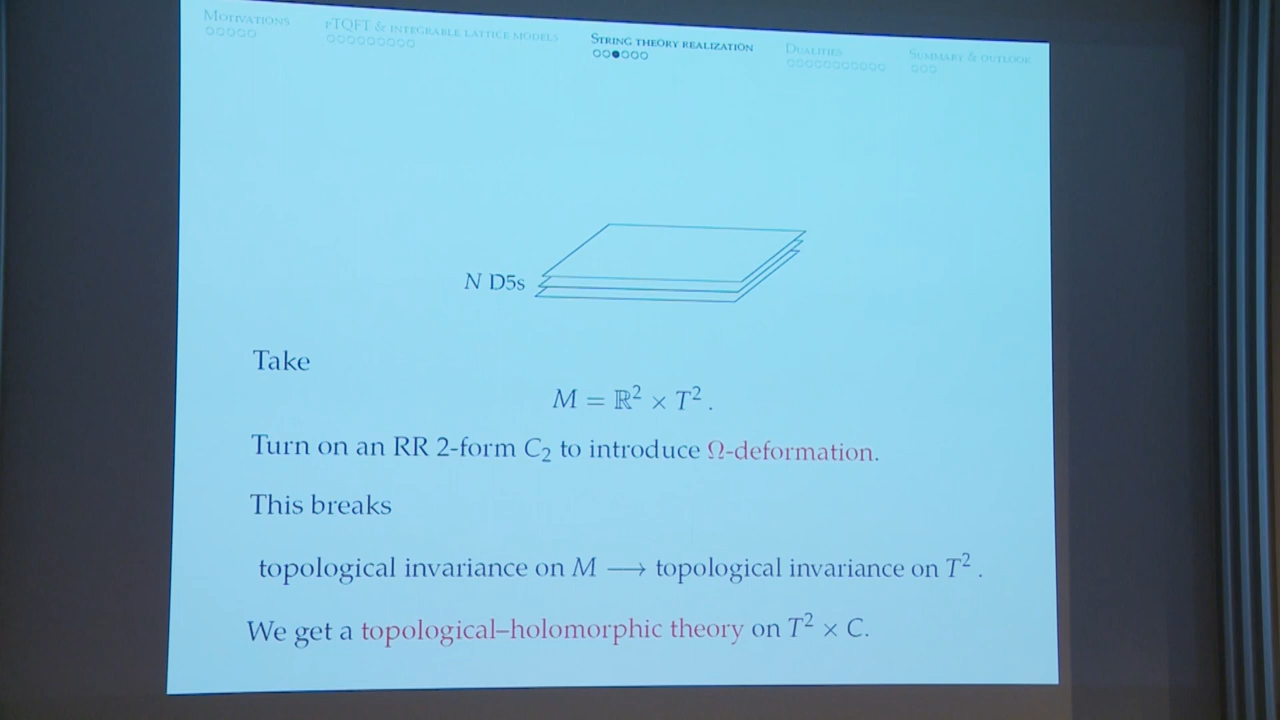 MOTIVATIONS
rTQFT & INTEGRABLE LATTICE MODELS
STRING THEORY REALIZATION
DUALITIES
SUMMARY & OUTLOOK
N D5s
Take
M = ℝ² × T² .
Turn on an RR 2-form C₂ to introduce Ω-deformation.
This breaks
topological invariance on M ⟶ topological invariance on T² .
We get a topological–holomorphic theory on T² × C.